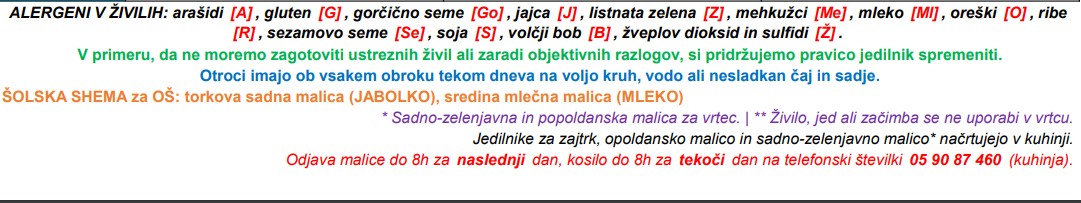 ALERGENI V ŽIVILIH: arašidi [A] , gluten [G] , gorčično seme [Go] , jajca [J] , listnata zelena [Z] , mehkužci [Me] , mleko [Ml] , oreški [O] , ribe
[R] , sezamovo seme [Se] , soja [S] , volčji bob [B] , žveplov dioksid in sulfidi [Ž] .
V primeru, da ne moremo zagotoviti ustreznih živil ali zaradi objektivnih razlogov, si pridržujemo pravico jedilnik spremeniti.
Otroci imajo ob vsakem obroku tekom dneva na voljo kruh, vodo ali nesladkan čaj in sadje.
ŠOLSKA SHEMA za OŠ: torkova sadna malica (JABOLKO), sredina mlečna malica (MLEKO)
* Sadno-zelenjavna in popoldanska malica za vrtec. | ** Živilo, jed ali začimba se ne uporabi v vrtcu.
Jedilnike za zajtrk, opoldansko malico in sadno-zelenjavno malico* načrtujejo v kuhinji.
Odjava malice do 8h za naslednji dan, kosilo do 8h za tekoči dan na telefonski številki 05 90 87 460 (kuhinja).